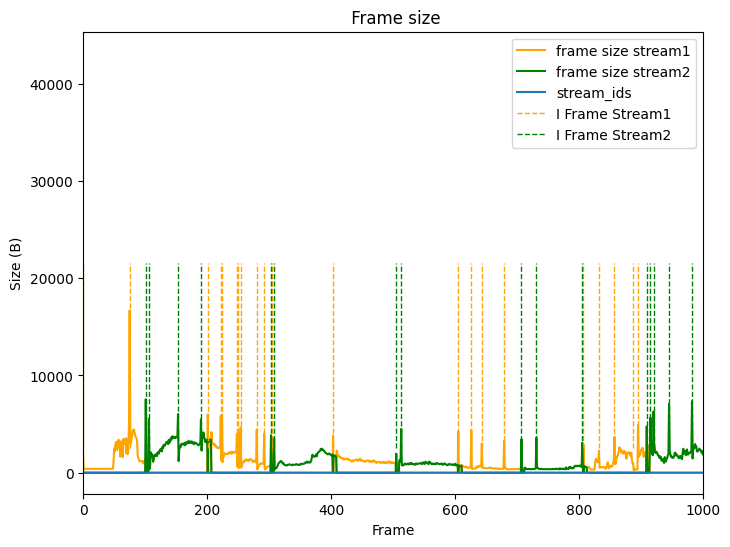 Frame size
frame size stream1
frame size stream2
stream_ids
I Frame Stream1
I Frame Stream2
40000
30000
20000
10000
0
Size (B)
0 200 400 600 800 1000
Frame